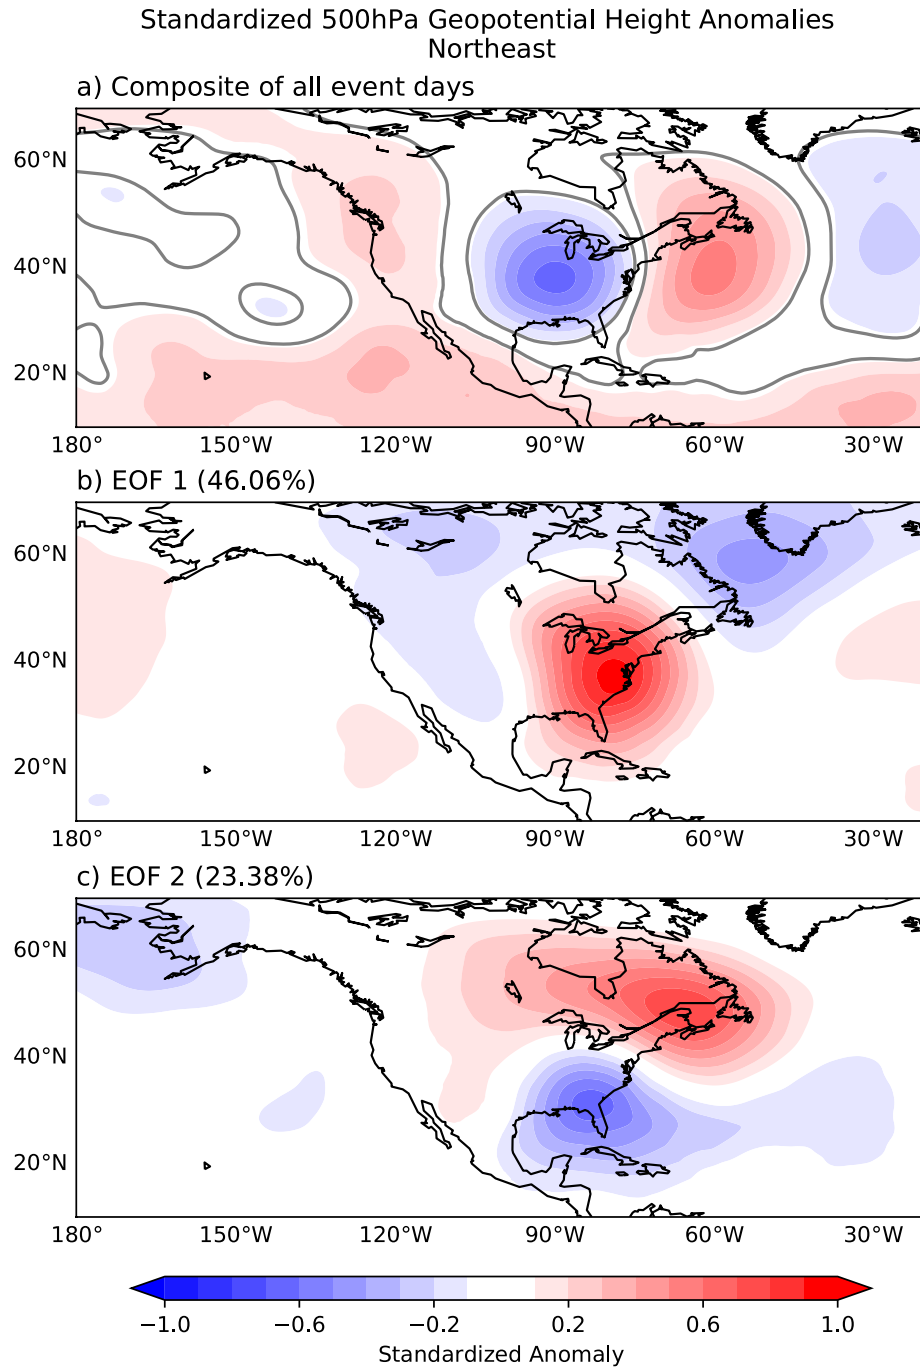 Standardized 500hPa Geopotential Height Anomalies
Northeast
a) Composite of all event days
60°N
40°N
20°N
180° 150°W 120°W 90°W 60°W 30°W
b) EOF 1 (46.06%)
60°N
40°N
20°N
180° 150°W 120°W 90°W 60°W 30°W
c) EOF 2 (23.38%)
60°N
40°N
20°N
180° 150°W 120°W 90°W 60°W 30°W
−1.0 −0.6 −0.2 0.2 0.6 1.0
Standardized Anomaly